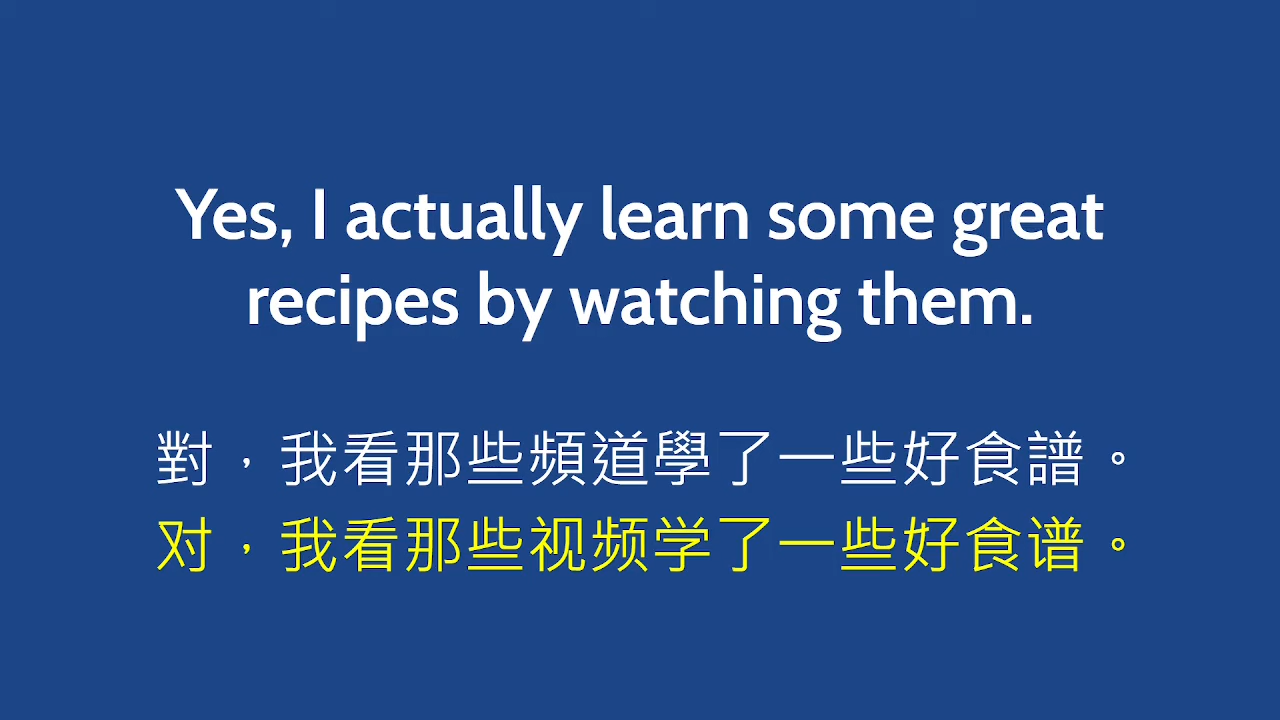 Yes, I actually learn some great
recipes by watching them.
對，我看那些頻道學了一些好食譜。
对，我看那些视频学了一些好食谱。